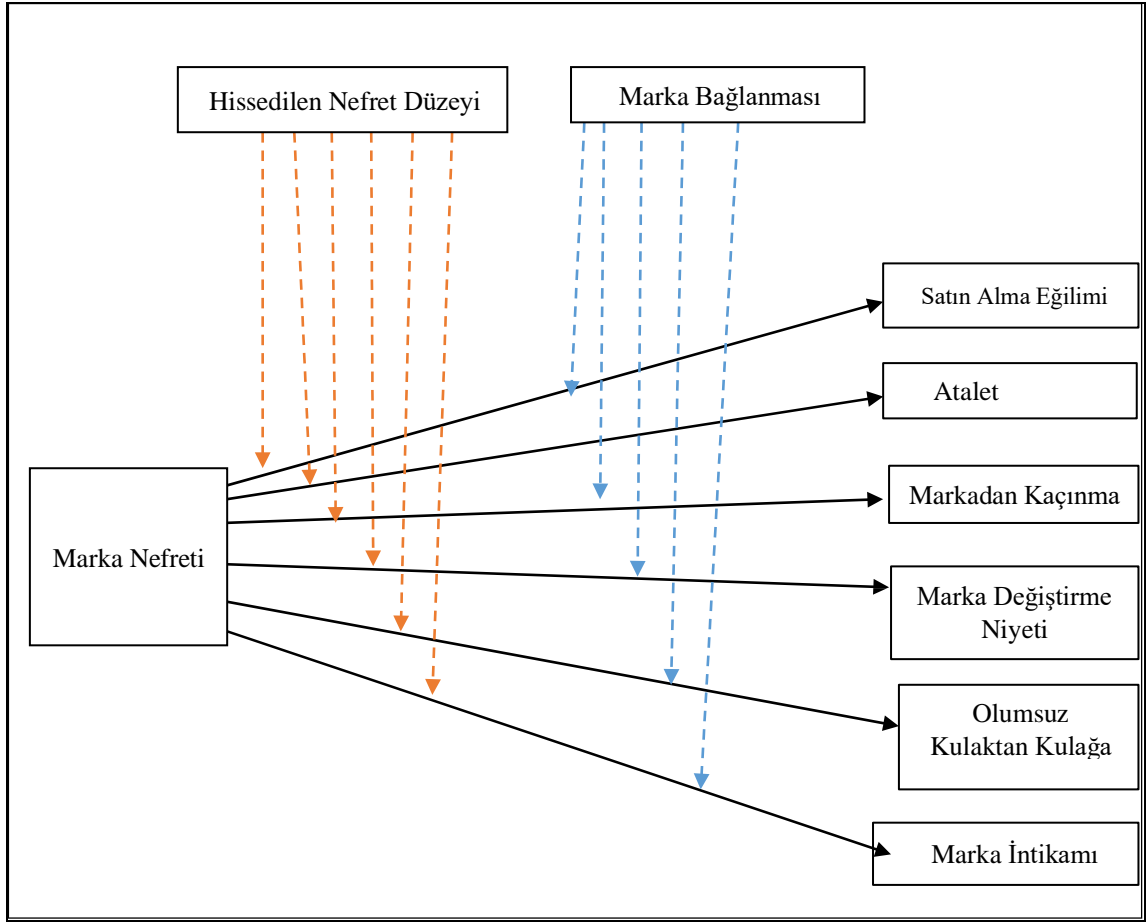 Hissedilen Nefret Düzeyi
Marka Bağlanması
Satın Alma Eğilimi
Atalet
Markadan Kaçınma
Marka Nefreti
Marka Değiştirme
Niyeti
Olumsuz
Kulaktan Kulağa
Marka İntikamı